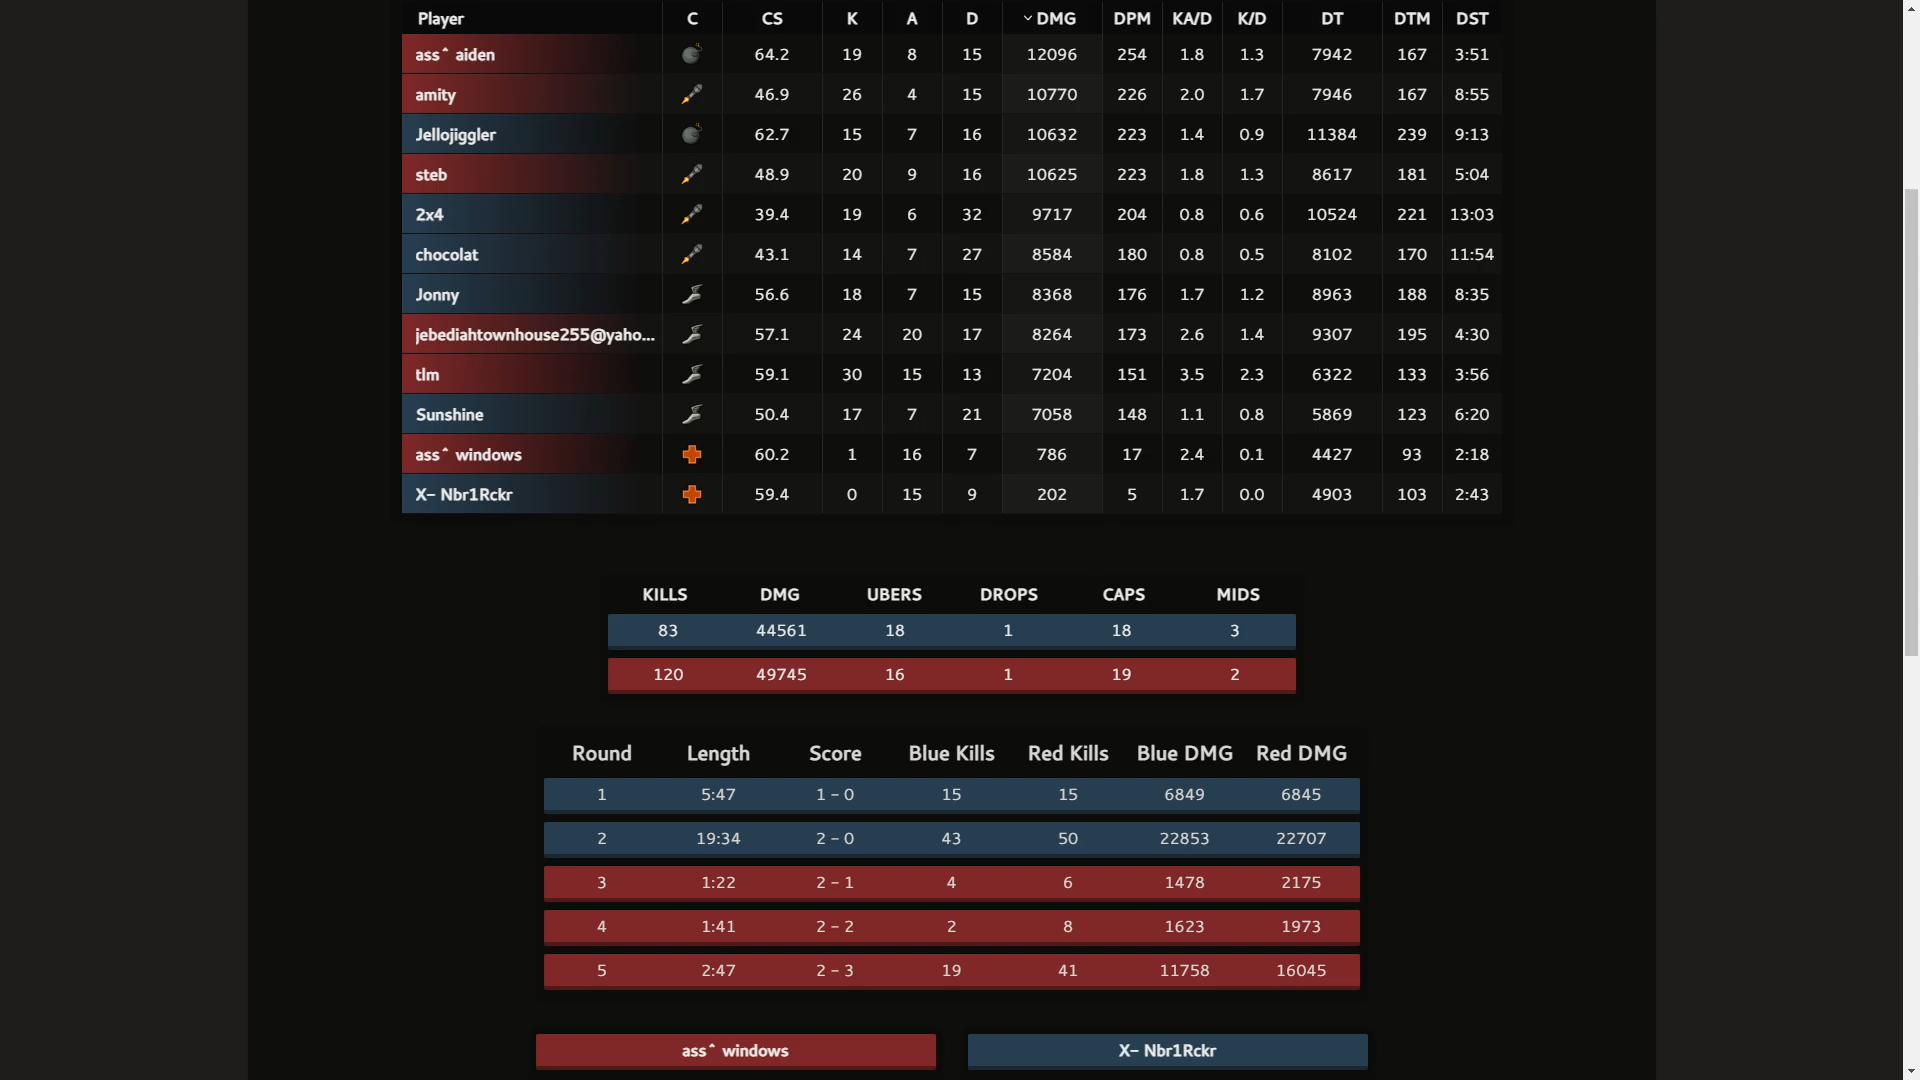 Player C CS K A D DMG DPM KA/D K/D DT DTM DST
ass^ aiden 64.2 19 8 15 12096 254 1.8 1.3 7942 167 3:51
amity 46.9 26 4 15 10770 226 2.0 1.7 7946 167 8:55
Jellojiggler 62.7 15 7 16 10632 223 1.4 0.9 11384 239 9:13
steb 48.9 20 9 16 10625 223 1.8 1.3 8617 181 5:04
2x4 39.4 19 6 32 9717 204 0.8 0.6 10524 221 13:03
chocolat 43.1 14 7 27 8584 180 0.8 0.5 8102 170 11:54
Jonny 56.6 18 7 15 8368 176 1.7 1.2 8963 188 8:35
jebediahtownhouse255@yaho... 57.1 24 20 17 8264 173 2.6 1.4 9307 195 4:30
tlm 59.1 30 15 13 7204 151 3.5 2.3 6322 133 3:56
Sunshine 50.4 17 7 21 7058 148 1.1 0.8 5869 123 6:20
ass^ windows 60.2 1 16 7 786 17 2.4 0.1 4427 93 2:18
X- Nbr1Rckr 59.4 0 15 9 202 5 1.7 0.0 4903 103 2:43
KILLS DMG UBERS DROPS CAPS MIDS
83 44561 18 1 18 3
120 49745 16 1 19 2
Round Length Score Blue Kills Red Kills Blue DMG Red DMG
1 5:47 1 - 0 15 15 6849 6845
2 19:34 2 - 0 43 50 22853 22707
3 1:22 2 - 1 4 6 1478 2175
4 1:41 2 - 2 2 8 1623 1973
5 2:47 2 - 3 19 41 11758 16045
ass^ windows X- Nbr1Rckr